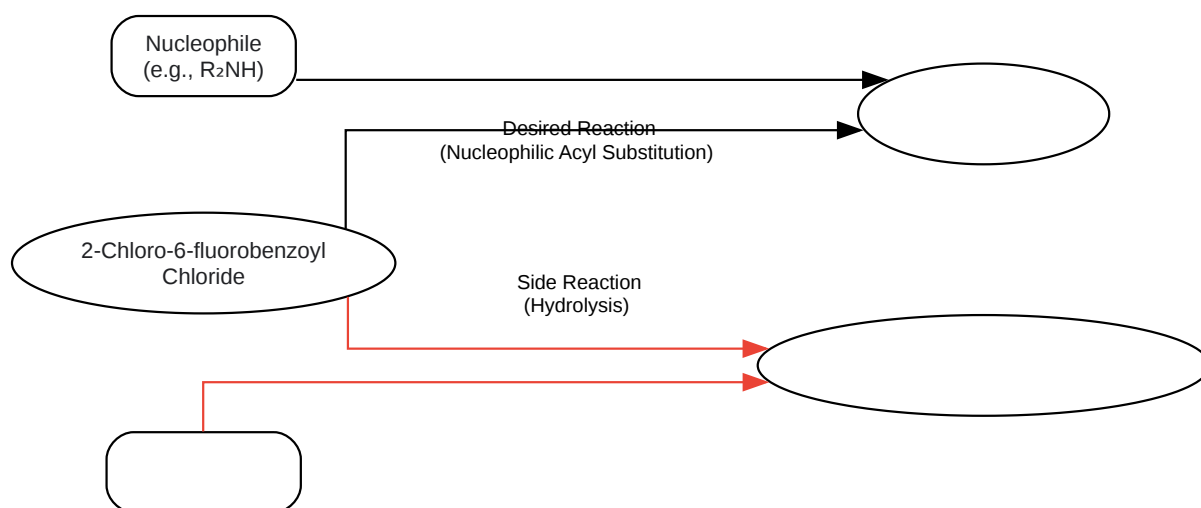 Nucleophile
(e.g., R₂NH)
Desired Reaction
(Nucleophilic Acyl Substitution)
2-Chloro-6-fluorobenzoyl
Chloride
Side Reaction
(Hydrolysis)